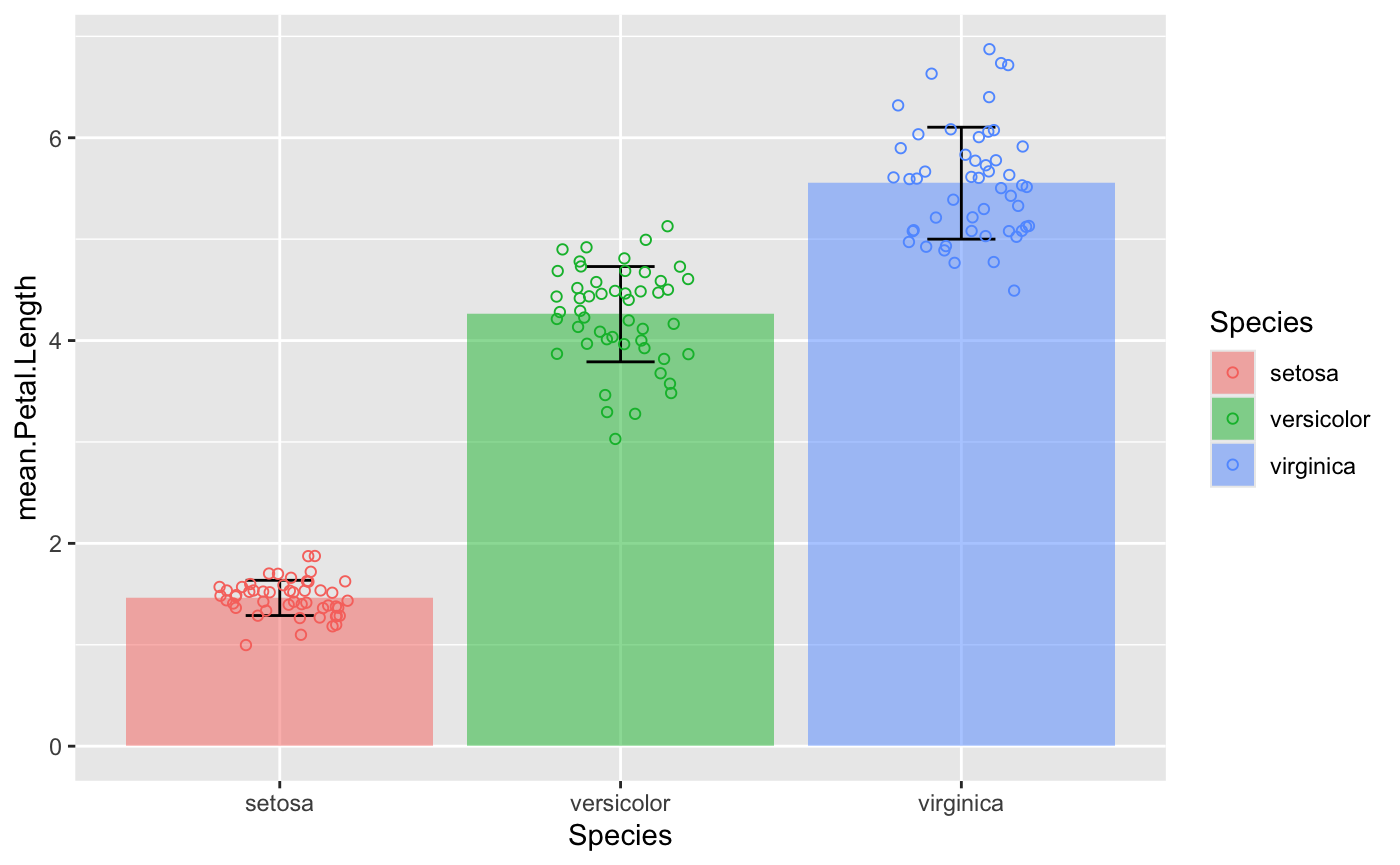 mean.Petal.Length
6
4
2
0
setosa
versicolor
virginica
Species
Species
setosa
versicolor
virginica